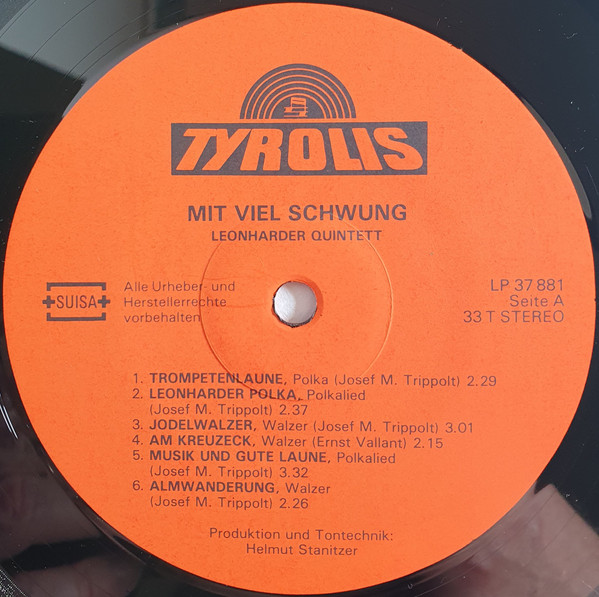 TYROLIS
MIT VIEL SCHWUNG
LEONHARDER QUINTETT
SUISA
Alle Urheber- und
Herstellerrechte
vorbehalten
LP 37 881
Seite A
33 T STEREO
1. TROMPETENLAUNE, Polka (Josef M. Trippolt) 2.29
2. LEONHARDER POLKA, Polkalied
(Josef M. Trippolt) 2.37
3. JODELWALZER, Walzer (Josef M. Trippolt) 3.01
4. AM KREUZECK, Walzer (Ernst Vallant) 2.15
5. MUSIK UND GUTE LAUNE, Polkalied
(Josef M. Trippolt) 3.32
6. ALMWANDERUNG, Walzer
(Josef M. Trippolt) 2.26
Produktion und Tontechnik:
Helmut Stanitzer